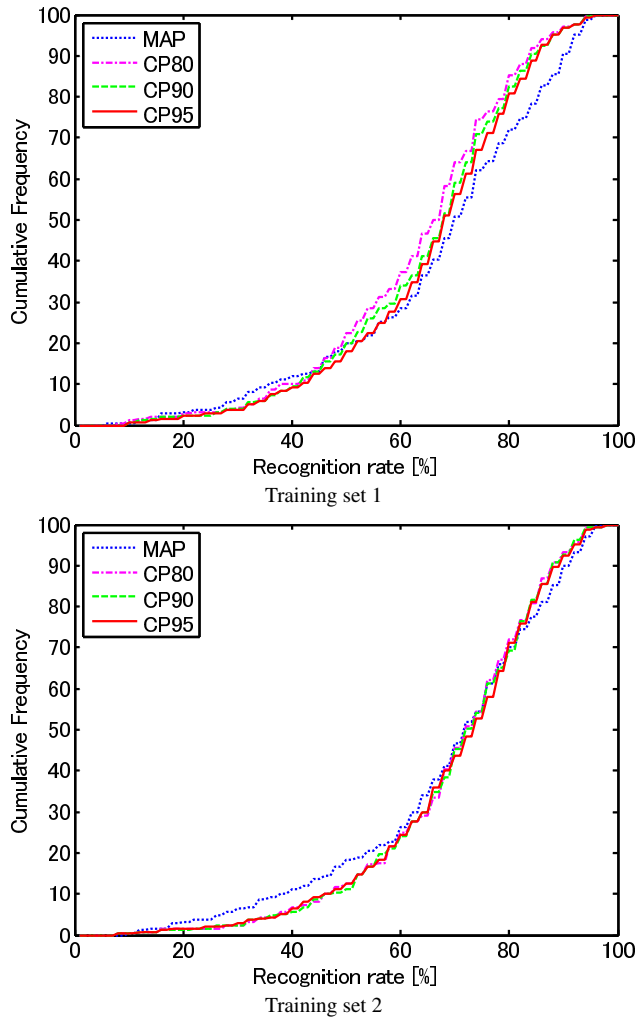 100
90
80
70
60
50
40
30
20
10
0
Cumulative Frequency
MAP
CP80
CP90
CP95
0 20 40 60 80 100
Recognition rate [%]
Training set 1
100
90
80
70
60
50
40
30
20
10
0
Cumulative Frequency
MAP
CP80
CP90
CP95
0 20 40 60 80 100
Recognition rate [%]
Training set 2